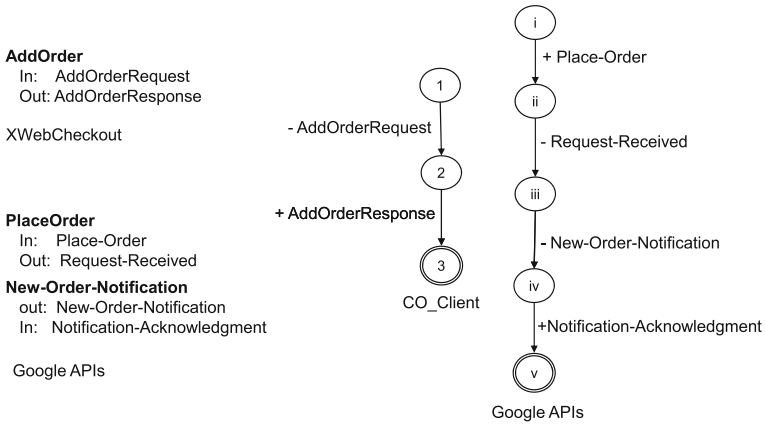 AddOrder
In: AddOrderRequest
Out: AddOrderResponse
XWebCheckout
PlaceOrder
In: Place-Order
Out: Request-Received
New-Order-Notification
out: New-Order-Notification
In: Notification-Acknowledgment
Google APIs
1
- AddOrderRequest
2
+ AddOrderResponse
3
CO_Client
i
+ Place-Order
ii
- Request-Received
iii
- New-Order-Notification
iv
+Notification-Acknowledgment
v
Google APIs